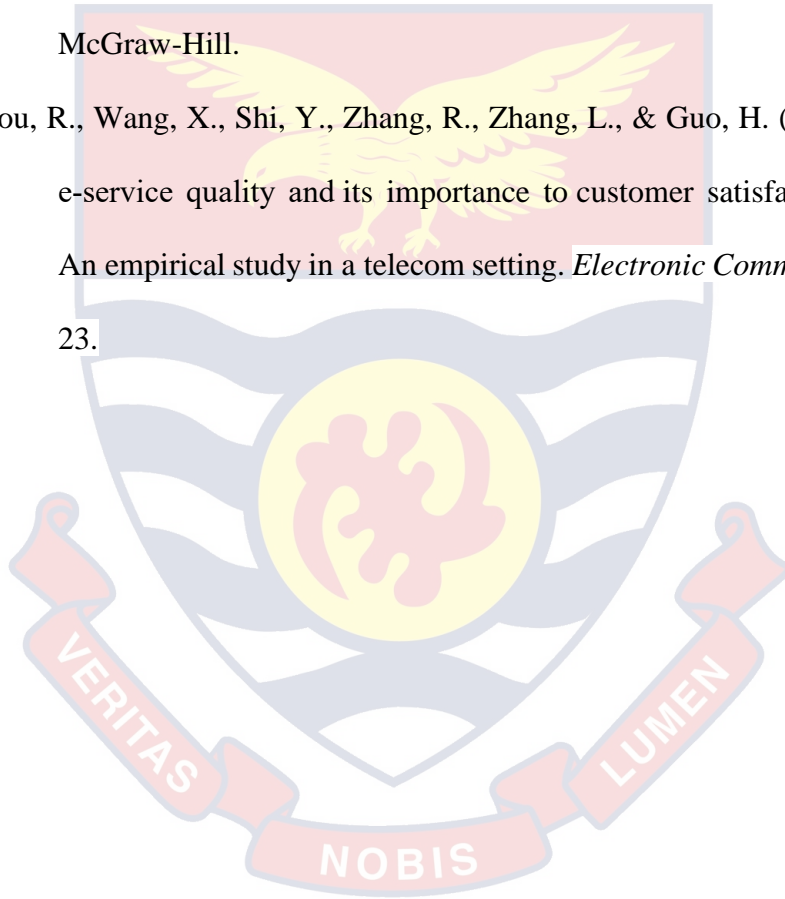 McGraw-Hill.
ou, R., Wang, X., Shi, Y., Zhang, R., Zhang, L., & Guo, H. (
e-service quality and its importance to customer satisfa
An empirical study in a telecom setting. Electronic Comm
23.
VERITAS
NOBIS
LUMEN